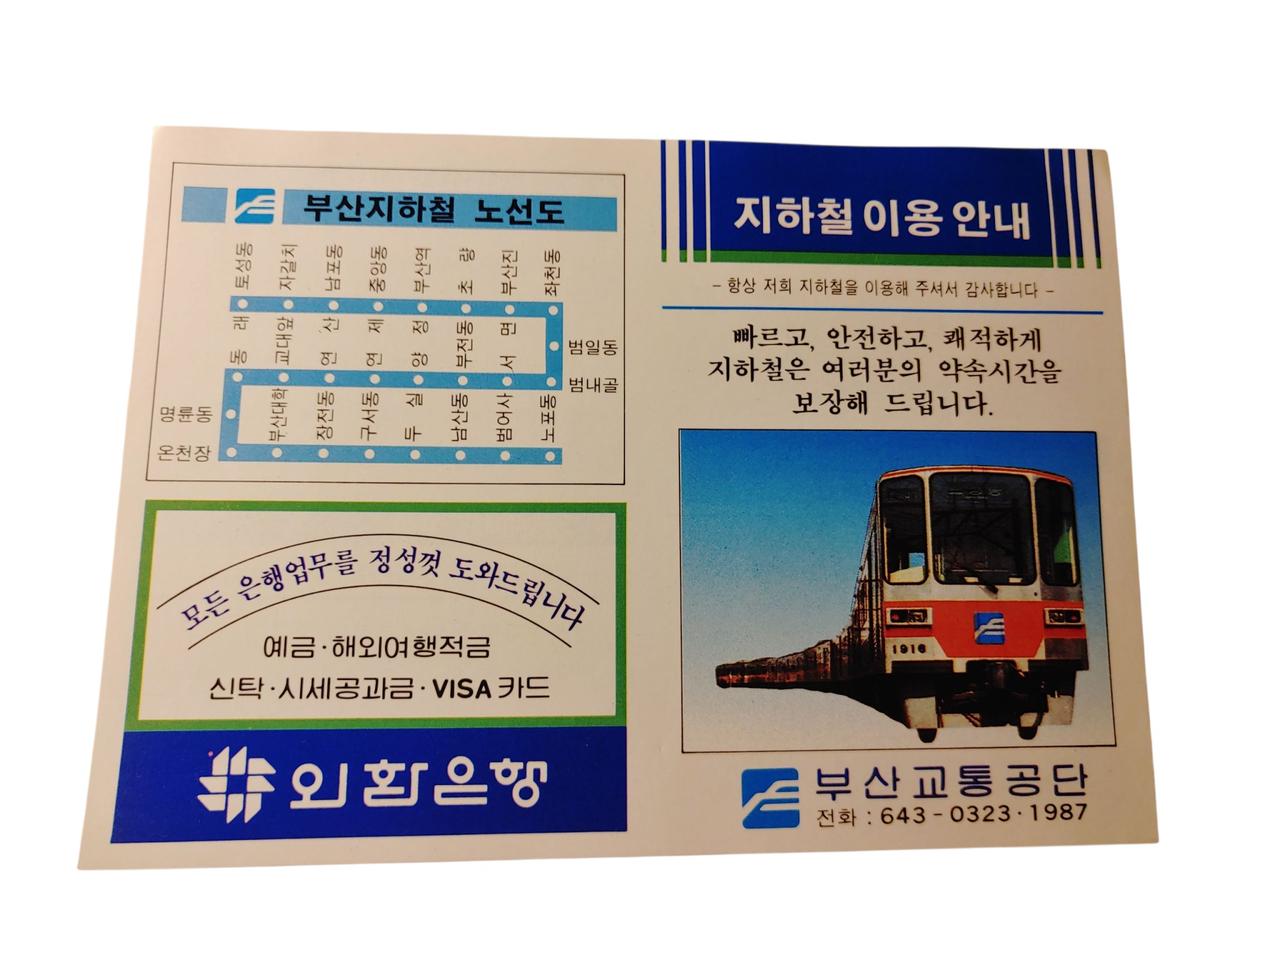 부산지하철 노선도
토성동 자갈치 남포동 중앙동 부산역 초량 부산진 좌천동
범일동
동래 교대앞 연산 연제 양정 부전동 서면
범내골
명륜동
부산대학 장전동 구서동 두실 남산동 범어사 노포동
온천장
모든 은행업무를 정성껏 도와드립니다
예금·해외여행적금
신탁·시세공과금·VISA 카드
외환은행
지하철 이용 안내
– 항상 저희 지하철을 이용해 주셔서 감사합니다 –
빠르고, 안전하고, 쾌적하게
지하철은 여러분의 약속시간을
보장해 드립니다.
1916
부산교통공단
전화 : 643-0323·1987